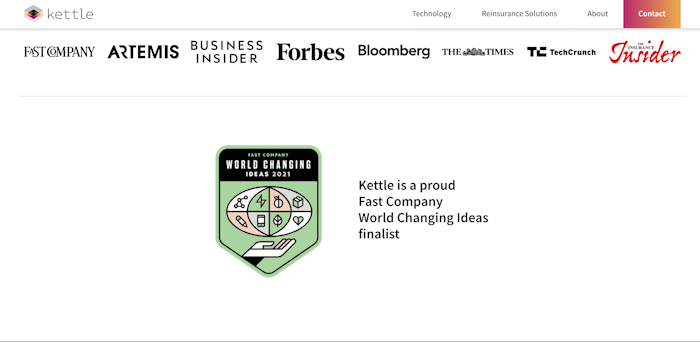 kettle
Technology
Reinsurance Solutions
About
Contact
FAST COMPANY
ARTEMIS
BUSINESS
INSIDER
Forbes
Bloomberg
THE TIMES
TechCrunch
THE
INSURANCE
Insider
FAST COMPANY
WORLD CHANGING
IDEAS 2021
Kettle is a proud
Fast Company
World Changing Ideas
finalist